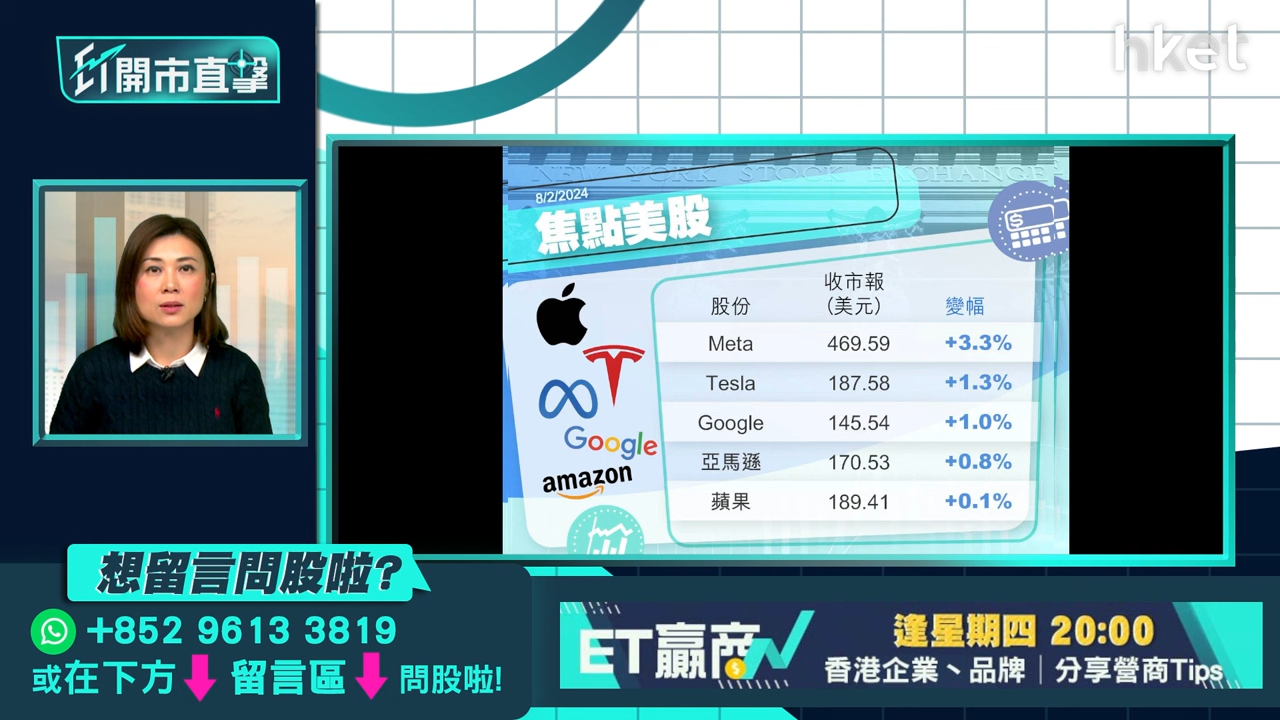 ET開市直擊
hket
NEW YORK STOCK EXCHANGE
8/2/2024
焦點美股
$
股份 收市報(美元) 變幅
Meta 469.59 +3.3%
Tesla 187.58 +1.3%
Google 145.54 +1.0%
亞馬遜 170.53 +0.8%
蘋果 189.41 +0.1%
Google
amazon
想留言問股啦?
+852 9613 3819
或在下方 留言區 問股啦!
ET贏商
$
逢星期四 20:00
香港企業、品牌|分享營商Tips